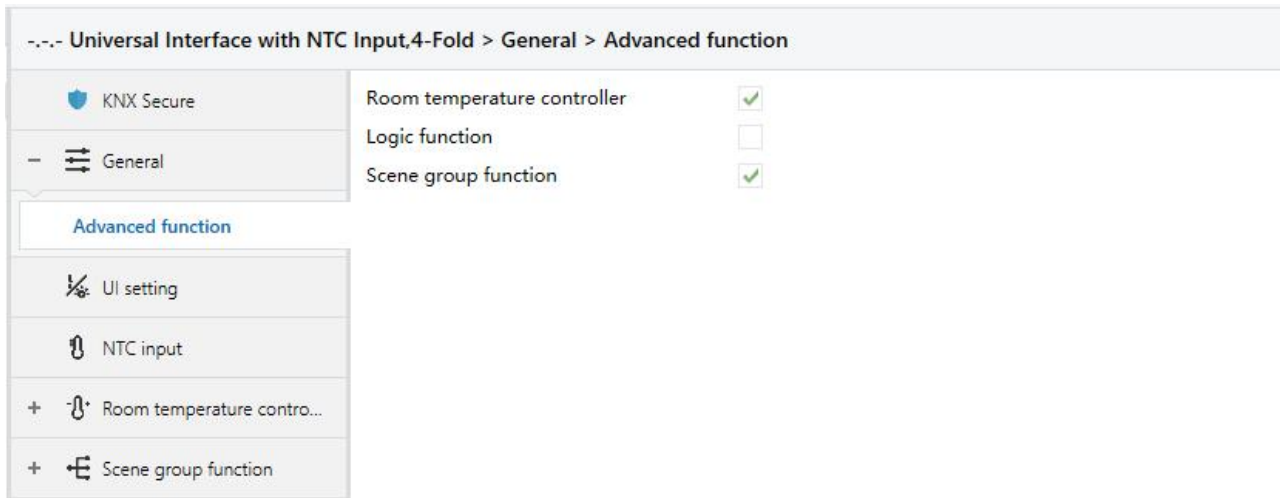 -.-.- Universal Interface with NTC Input,4-Fold > General > Advanced function
KNX Secure
General
Advanced function
UI setting
NTC input
Room temperature contro...
Scene group function
Room temperature controller
Logic function
Scene group function